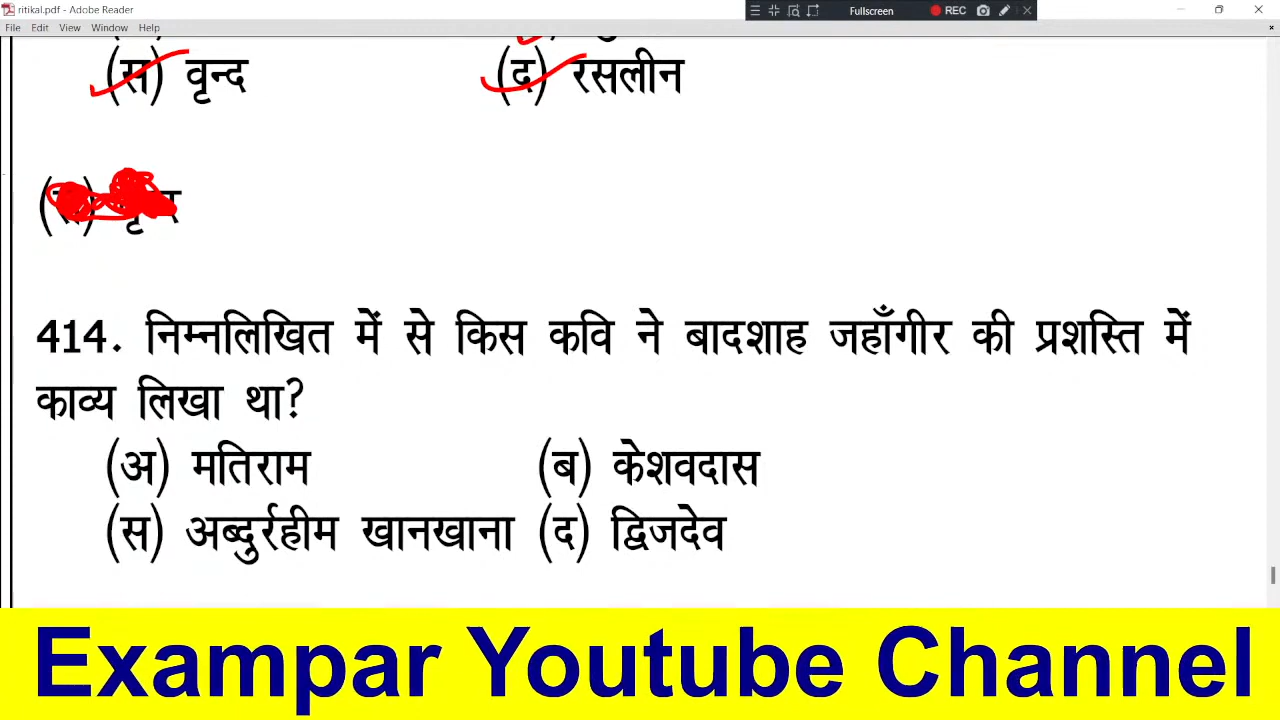 ritikal.pdf - Adobe Reader
Fullscreen REC
File Edit View Window Help
(स) वृन्द (द) रसलीन
414. निम्नलिखित में से किस कवि ने बादशाह जहाँगीर की प्रशस्ति में
काव्य लिखा था?
(अ) मतिराम (ब) केशवदास
(स) अब्दुर्रहीम खानखाना (द) द्विजदेव
Exampar Youtube Channel